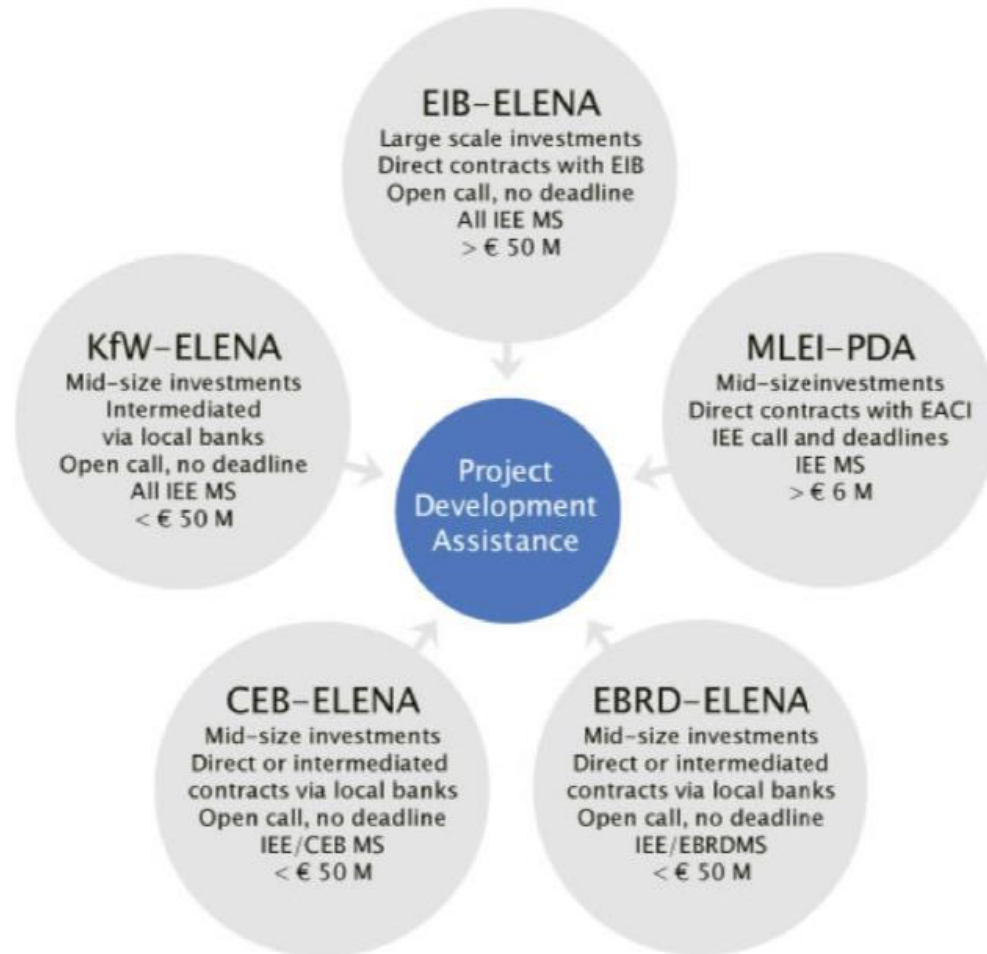 EIB-ELENA
Large scale investments
Direct contracts with EIB
Open call, no deadline
All IEE MS
> € 50 M
KfW-ELENA
Mid-size investments
Intermediated
via local banks
Open call, no deadline
All IEE MS
< € 50 M
MLEI-PDA
Mid-sizeinvestments
Direct contracts with EACI
IEE call and deadlines
IEE MS
> € 6 M
Project
Development
Assistance
CEB-ELENA
Mid-size investments
Direct or intermediated
contracts via local banks
Open call, no deadline
IEE/CEB MS
< € 50 M
EBRD-ELENA
Mid-size investments
Direct or intermediated
contracts via local banks
Open call, no deadline
IEE/EBRDMS
< € 50 M